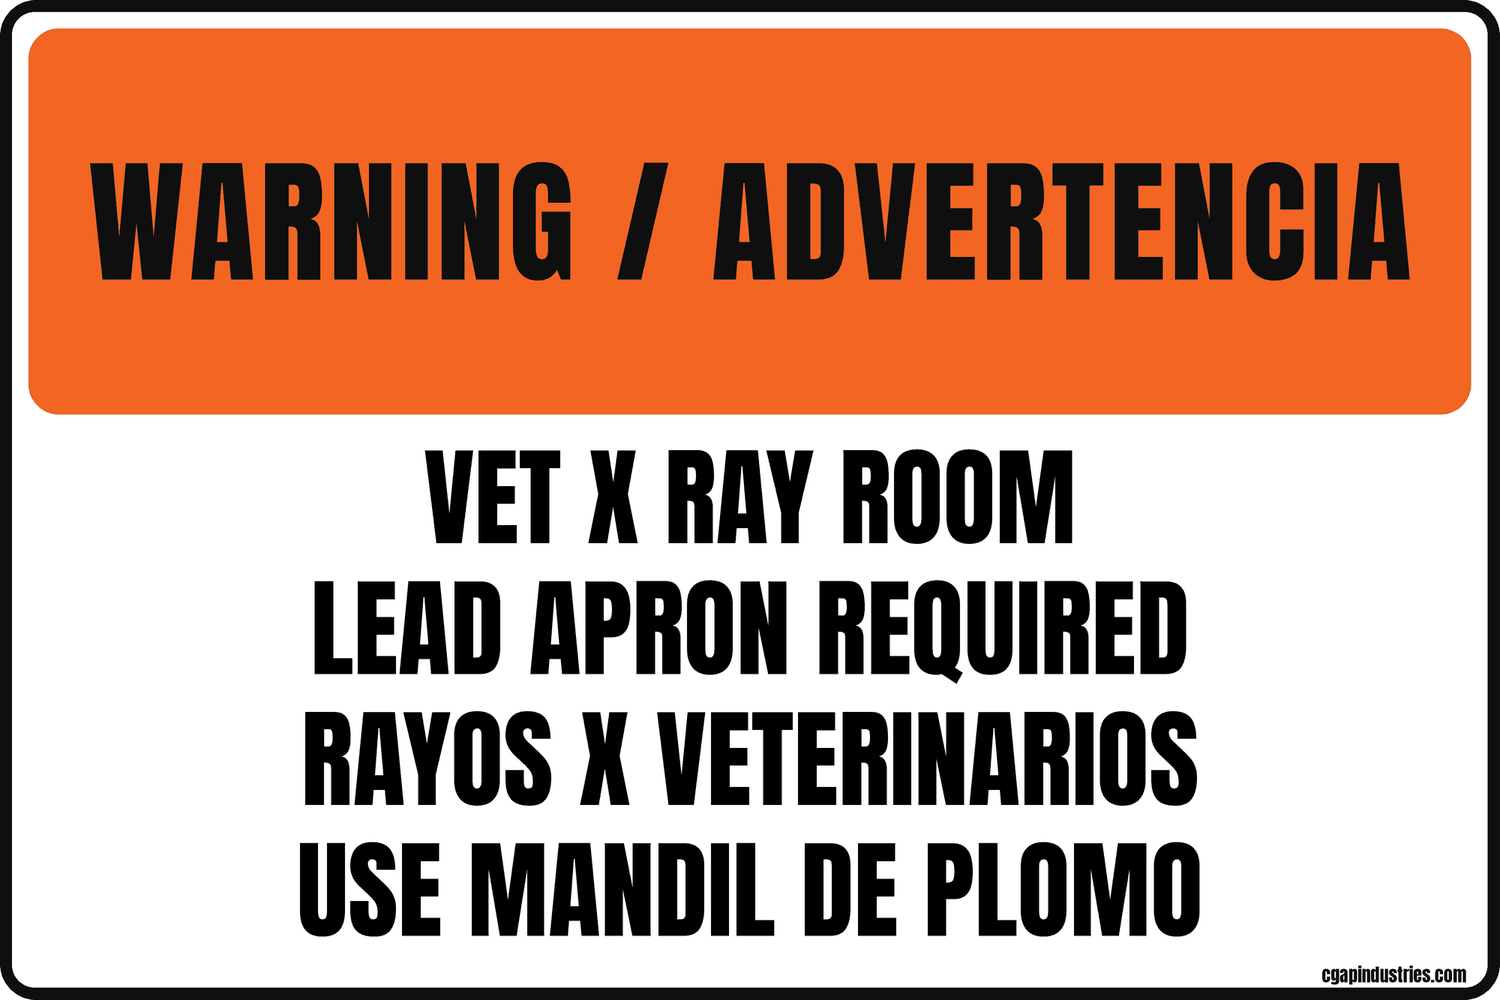 WARNING / ADVERTENCIA
VET X RAY ROOM
LEAD APRON REQUIRED
RAYOS X VETERINARIOS
USE MANDIL DE PLOMO
cgapindustries.com